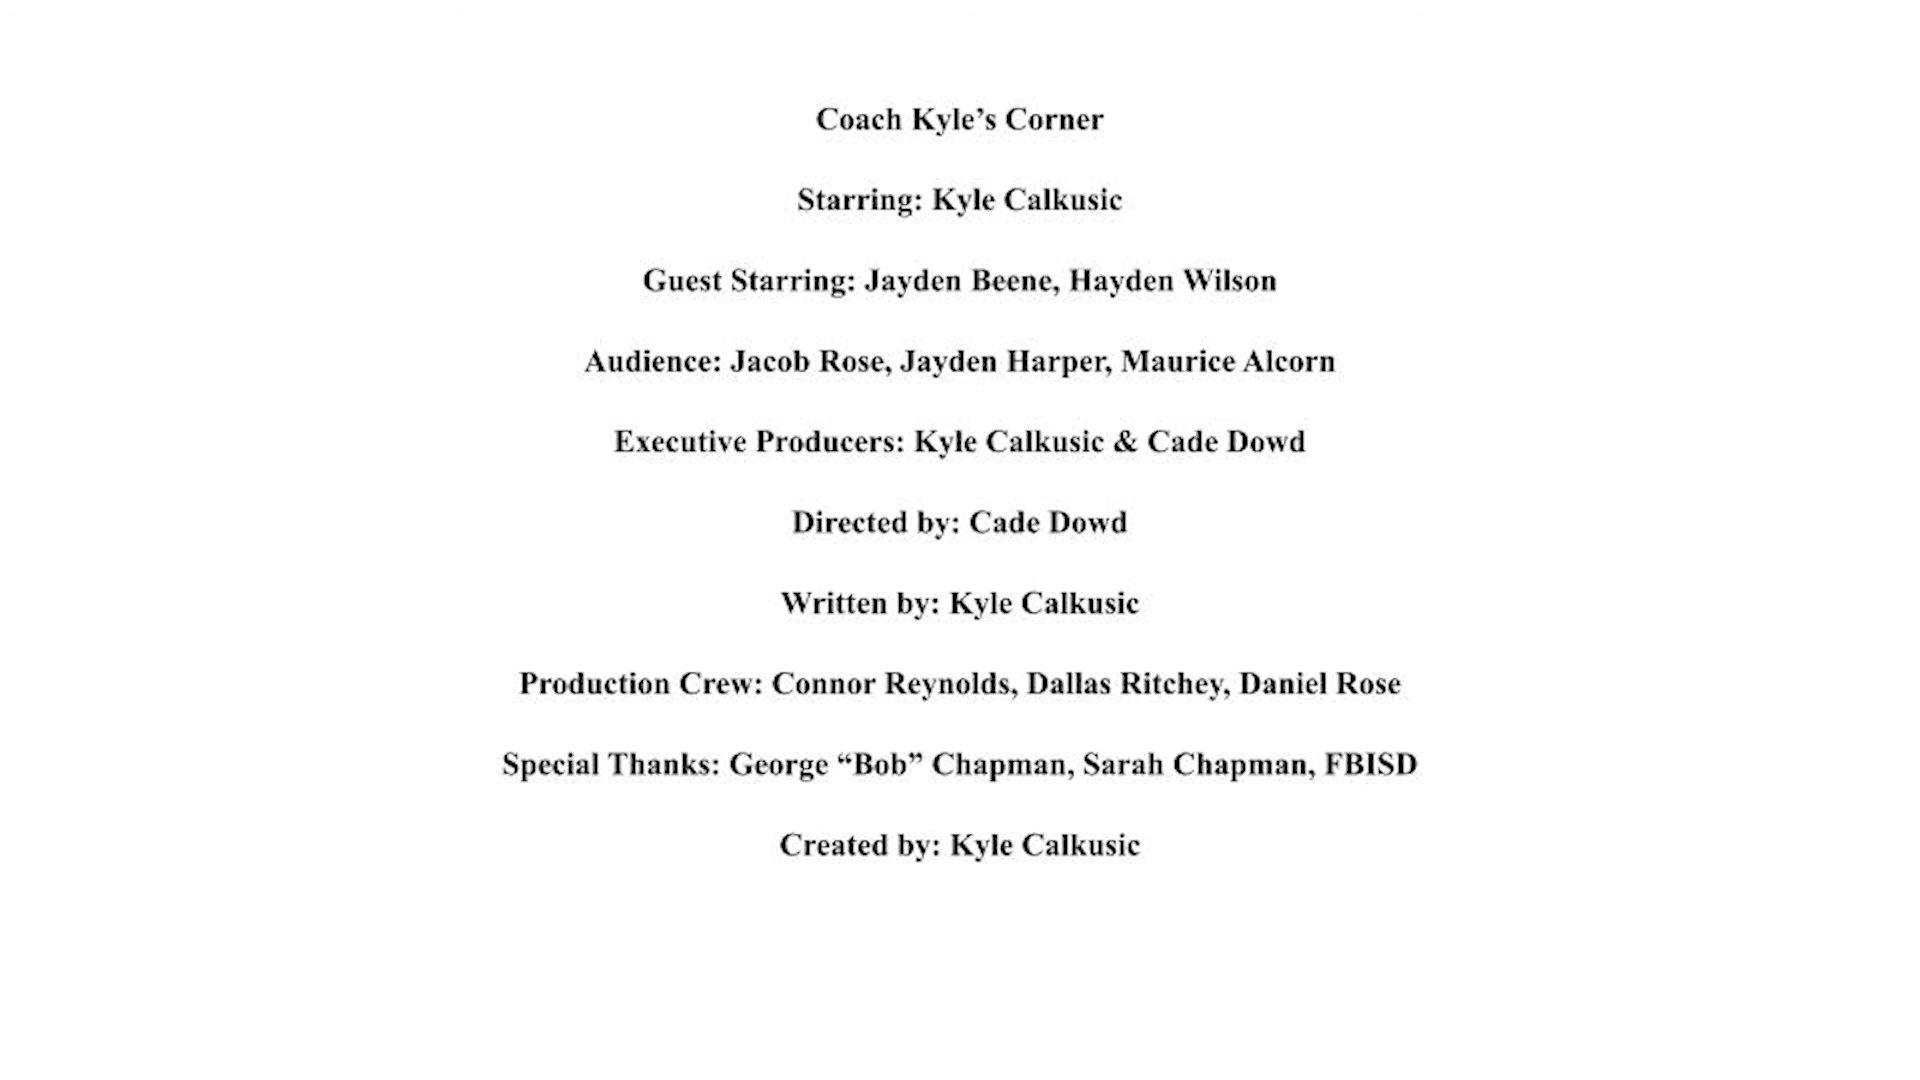 Coach Kyle’s Corner
Starring: Kyle Calkusic
Guest Starring: Jayden Beene, Hayden Wilson
Audience: Jacob Rose, Jayden Harper, Maurice Alcorn
Executive Producers: Kyle Calkusic & Cade Dowd
Directed by: Cade Dowd
Written by: Kyle Calkusic
Production Crew: Connor Reynolds, Dallas Ritchey, Daniel Rose
Special Thanks: George “Bob” Chapman, Sarah Chapman, FBISD
Created by: Kyle Calkusic